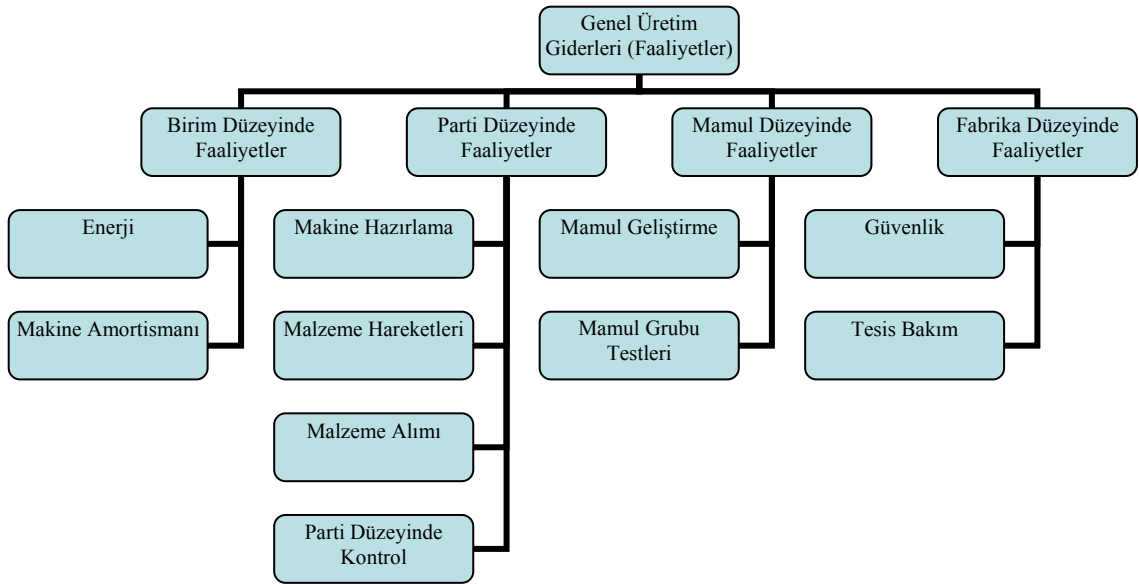 Genel Üretim
Giderleri (Faaliyetler)
Birim Düzeyinde
Faaliyetler
Parti Düzeyinde
Faaliyetler
Mamul Düzeyinde
Faaliyetler
Fabrika Düzeyinde
Faaliyetler
Enerji
Makine Hazırlama
Mamul Geliştirme
Güvenlik
Makine Amortismanı
Malzeme Hareketleri
Mamul Grubu
Testleri
Tesis Bakım
Malzeme Alımı
Parti Düzeyinde
Kontrol